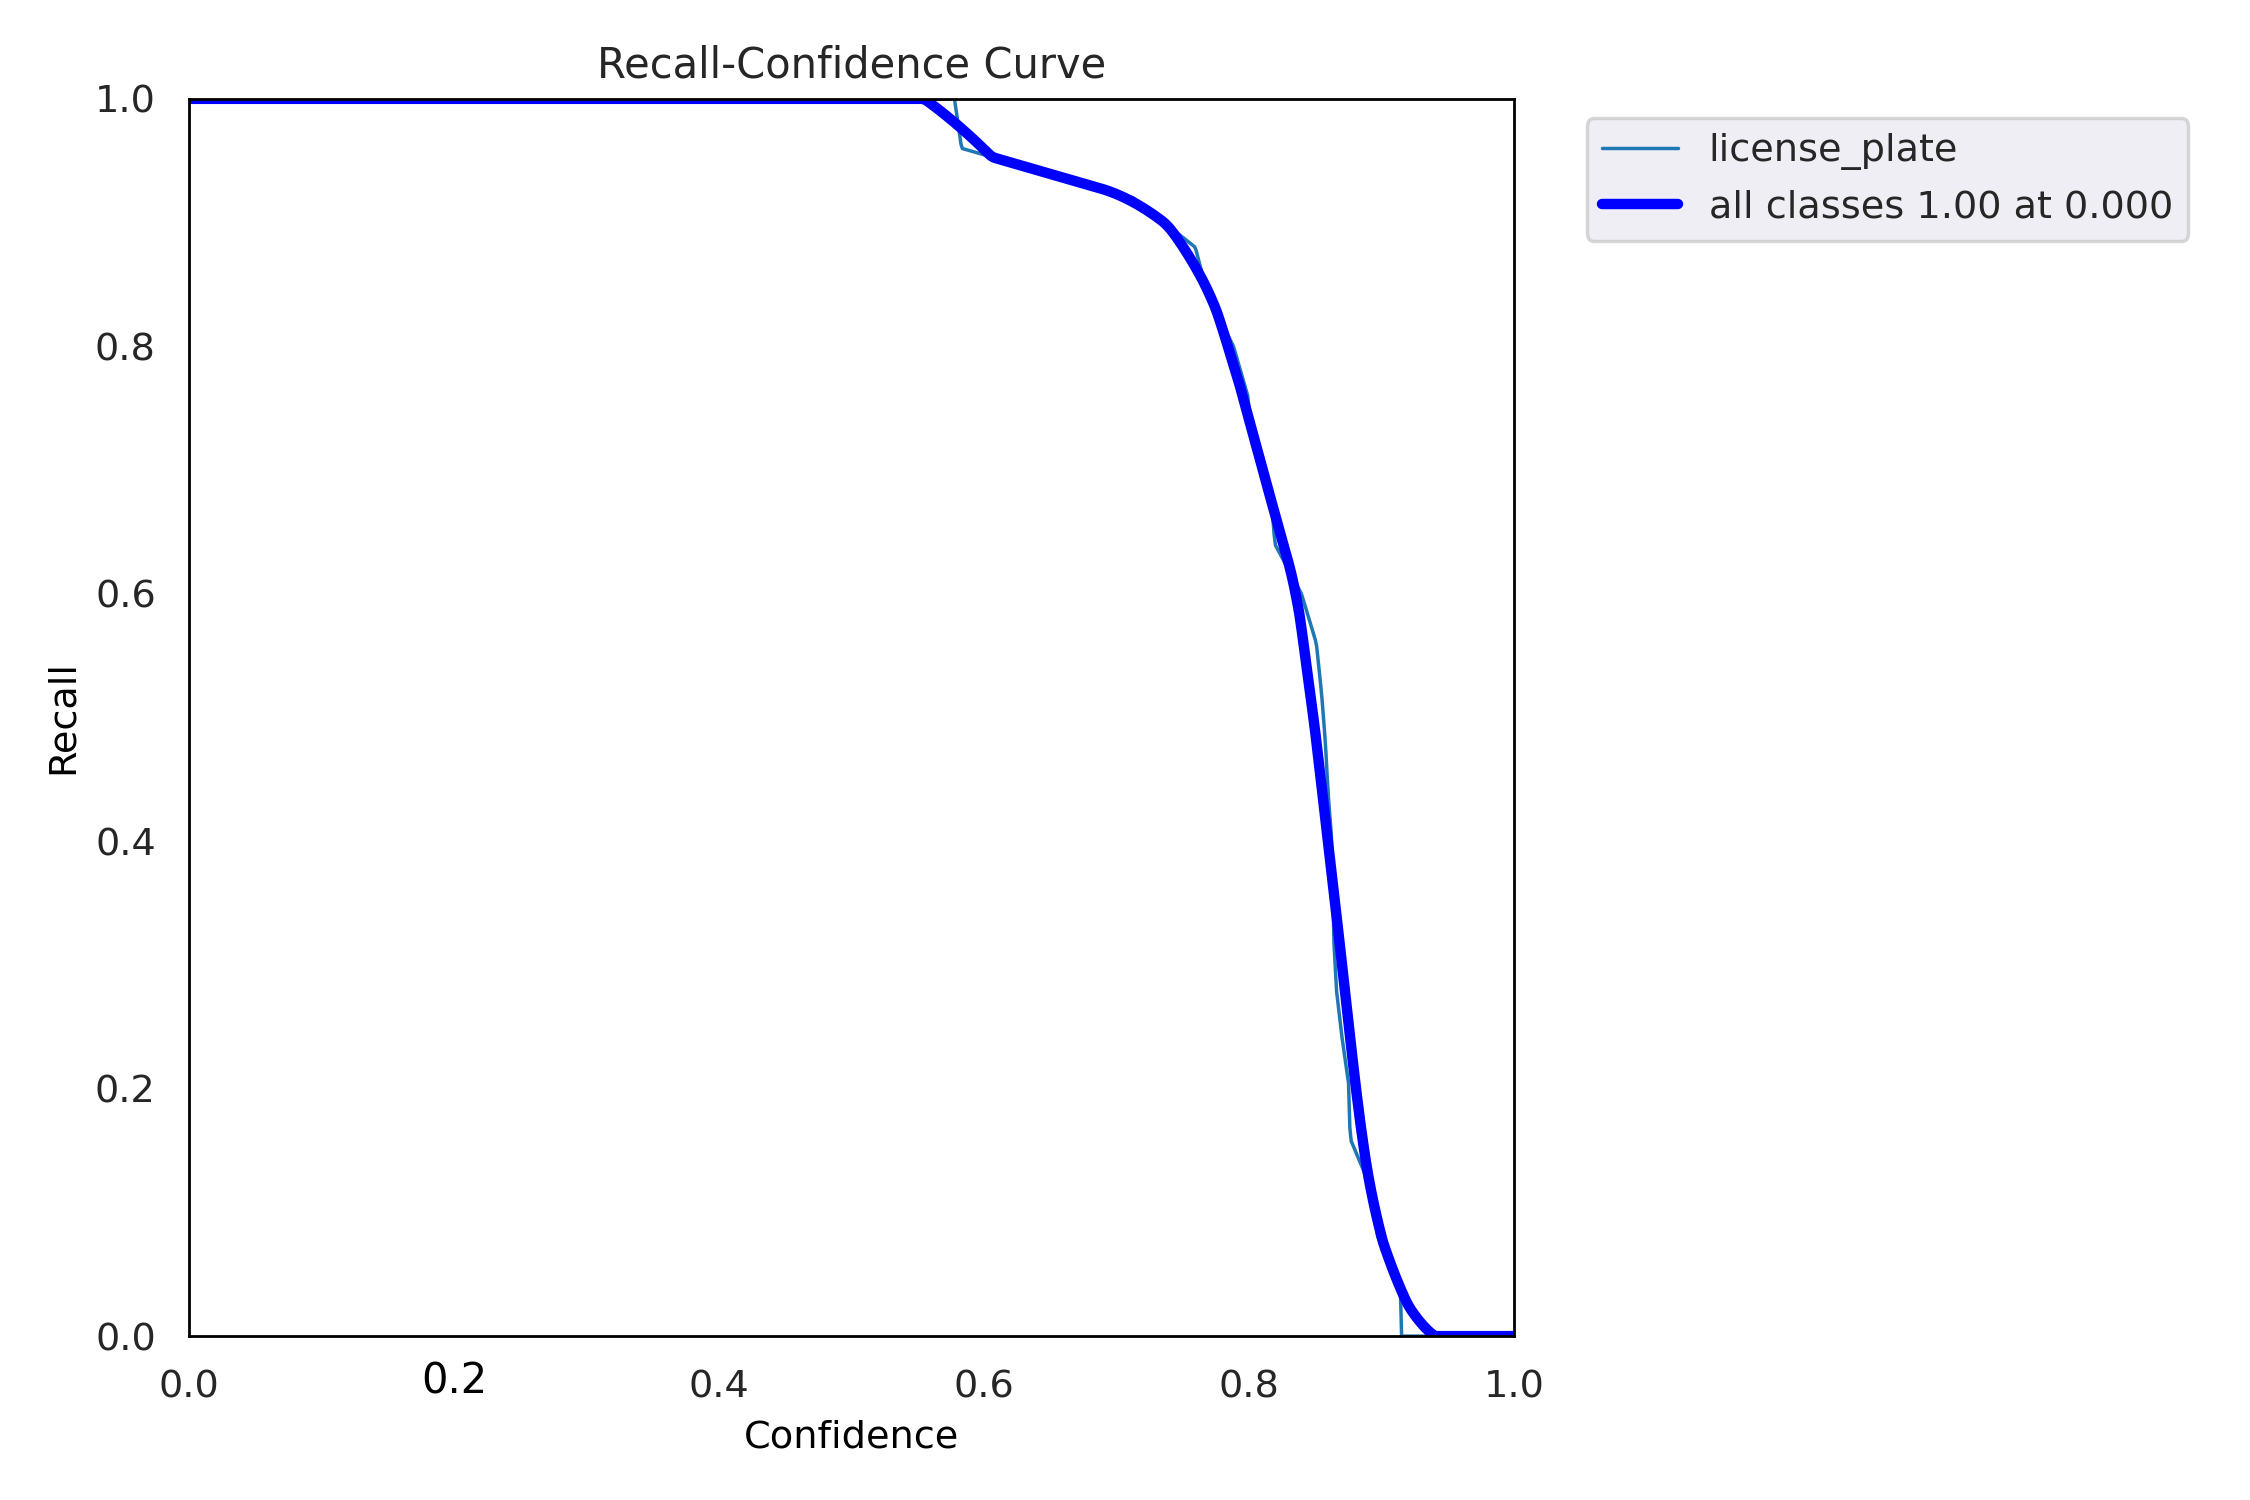 Recall-Confidence Curve
1.0
0.8
0.6
0.4
0.2
0.0
Recall
0.0 0.2 0.4 0.6 0.8 1.0
Confidence
license_plate
all classes 1.00 at 0.000